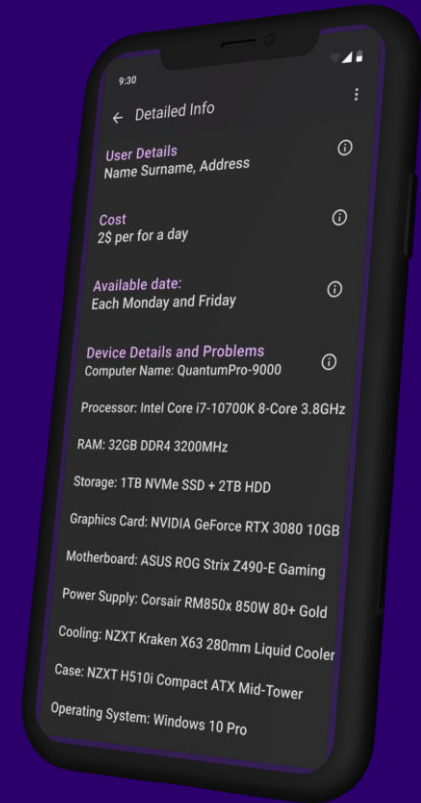 9:30
Detailed Info
User Details
Name Surname, Address
Cost
2$ per for a day
Available date:
Each Monday and Friday
Device Details and Problems
Computer Name: QuantumPro-9000
Processor: Intel Core i7-10700K 8-Core 3.8GHz
RAM: 32GB DDR4 3200MHz
Storage: 1TB NVMe SSD + 2TB HDD
Graphics Card: NVIDIA GeForce RTX 3080 10GB
Motherboard: ASUS ROG Strix Z490-E Gaming
Power Supply: Corsair RM850x 850W 80+ Gold
Cooling: NZXT Kraken X63 280mm Liquid Cooler
Case: NZXT H510i Compact ATX Mid-Tower
Operating System: Windows 10 Pro